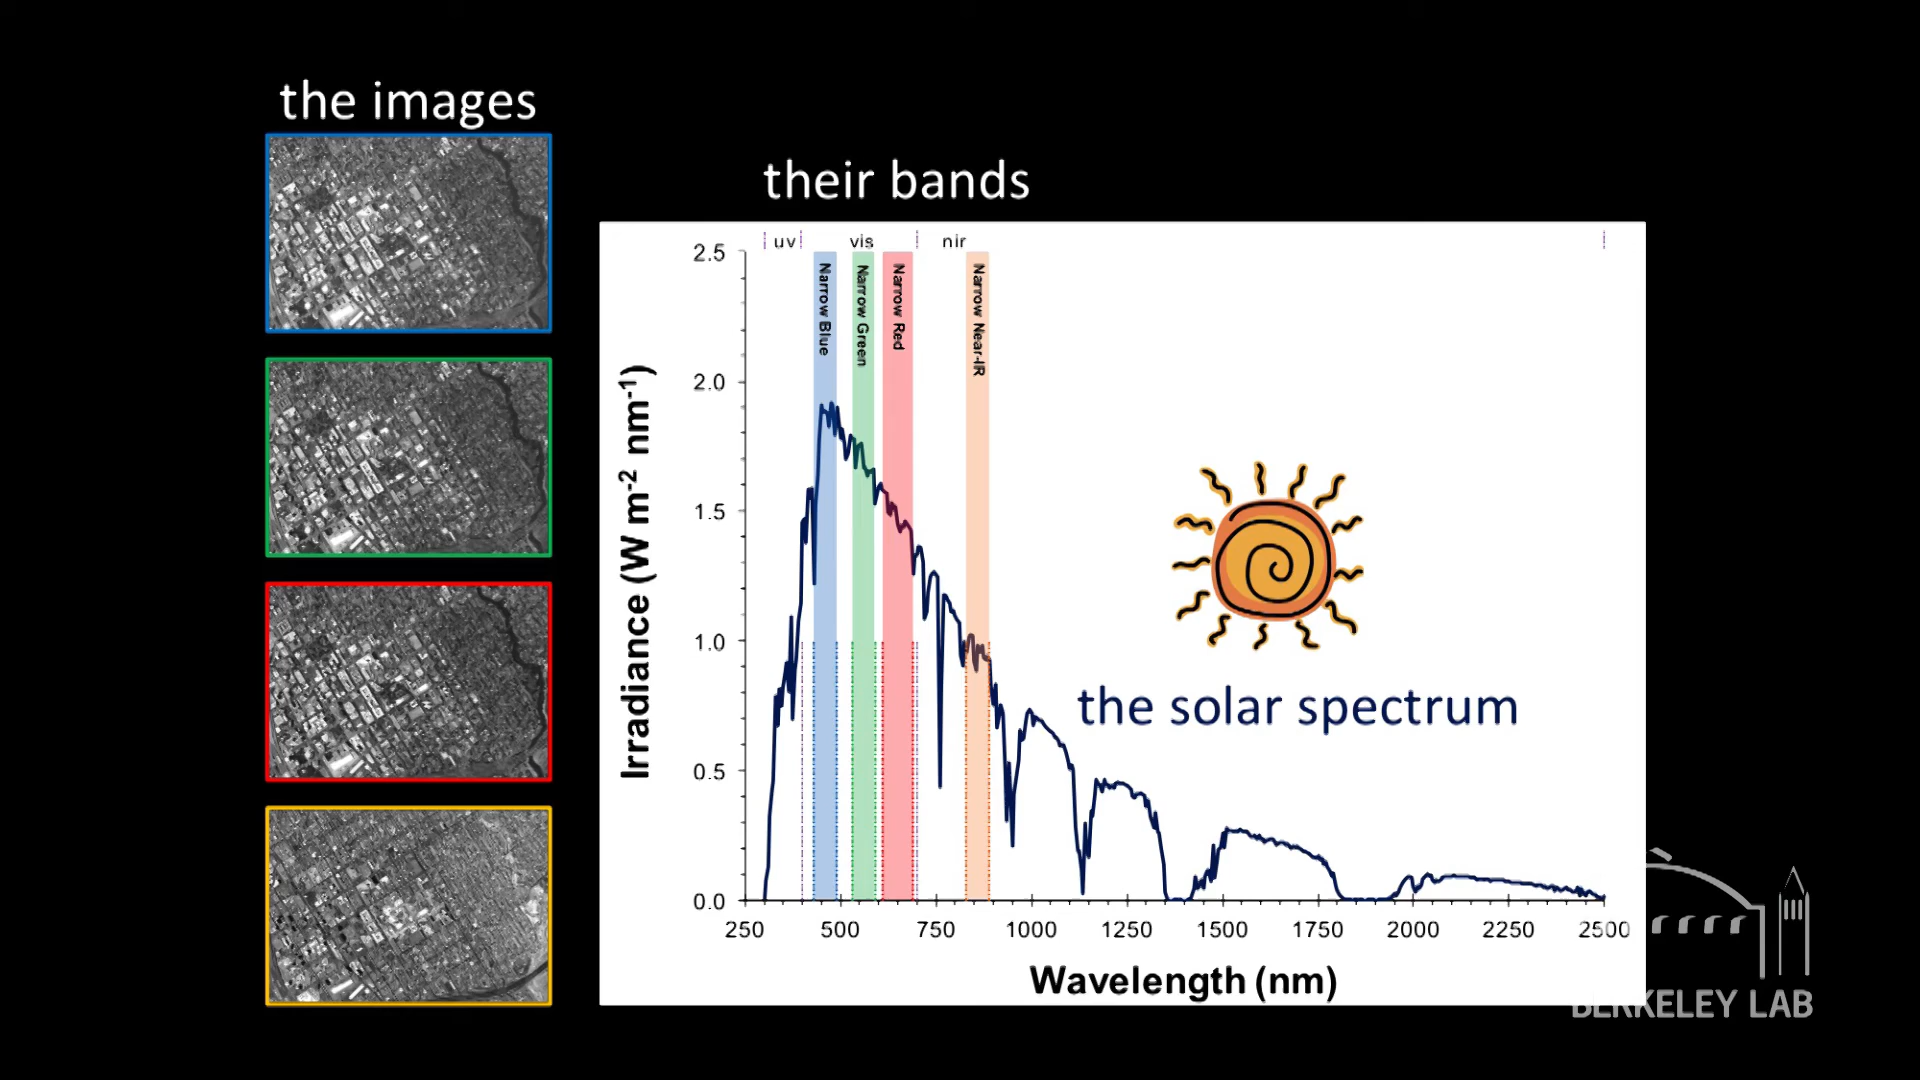 the images
their bands
uv vis nir
2.5
2.0
1.5
1.0
0.5
0.0
Narrow Blue
Narrow Green
Narrow Red
Narrow Near-IR
Irradiance (W m-2 nm-1)
the solar spectrum
250 500 750 1000 1250 1500 1750 2000 2250 2500
Wavelength (nm)
BERKELEY LAB